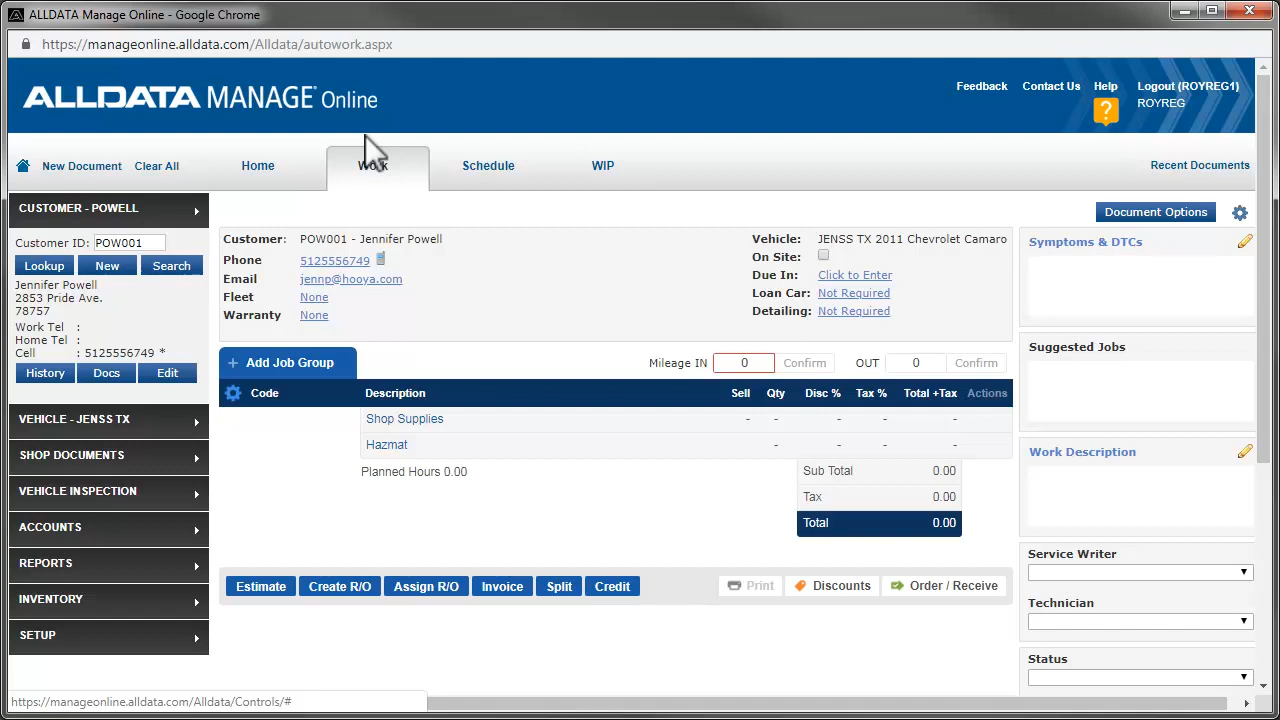 ALLDATA Manage Online - Google Chrome
https://manageonline.alldata.com/Alldata/autowork.aspx
ALLDATA MANAGE® Online
Feedback Contact Us Help Logout (ROYREG1)
? ROYREG
New Document Clear All Home Work Schedule WIP Recent Documents
CUSTOMER - POWELL
Customer ID: POW001
Lookup New Search
Jennifer Powell
2853 Pride Ave.
78757
Work Tel :
Home Tel :
Cell : 5125556749 *
History Docs Edit
VEHICLE - JENSS TX
SHOP DOCUMENTS
VEHICLE INSPECTION
ACCOUNTS
REPORTS
INVENTORY
SETUP
Document Options
Customer: POW001 - Jennifer Powell
Phone 5125556749
Email jennp@hooya.com
Fleet None
Warranty None
Vehicle: JENSS TX 2011 Chevrolet Camaro
On Site:
Due In: Click to Enter
Loan Car: Not Required
Detailing: Not Required
+ Add Job Group Mileage IN 0 Confirm OUT 0 Confirm
Code Description Sell Qty Disc % Tax % Total +Tax Actions
Shop Supplies - - - - -
Hazmat - - - -
Planned Hours 0.00
Sub Total 0.00
Tax 0.00
Total 0.00
Estimate Create R/O Assign R/O Invoice Split Credit Print Discounts Order / Receive
Symptoms & DTCs
Suggested Jobs
Work Description
Service Writer
Technician
Status
https://manageonline.alldata.com/Alldata/Controls/#